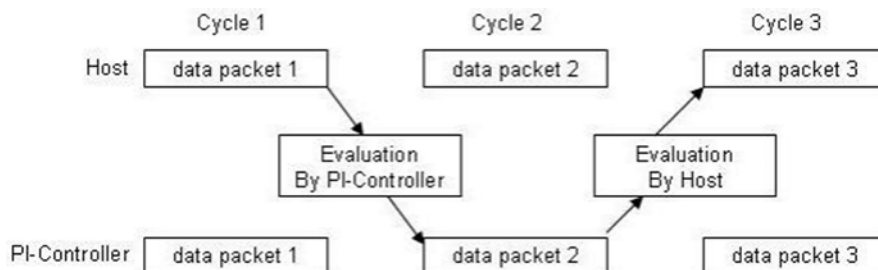 Cycle 1 Cycle 2 Cycle 3
Host data packet 1 data packet 2 data packet 3
Evaluation
By PI-Controller
Evaluation
By Host
PI-Controller data packet 1 data packet 2 data packet 3